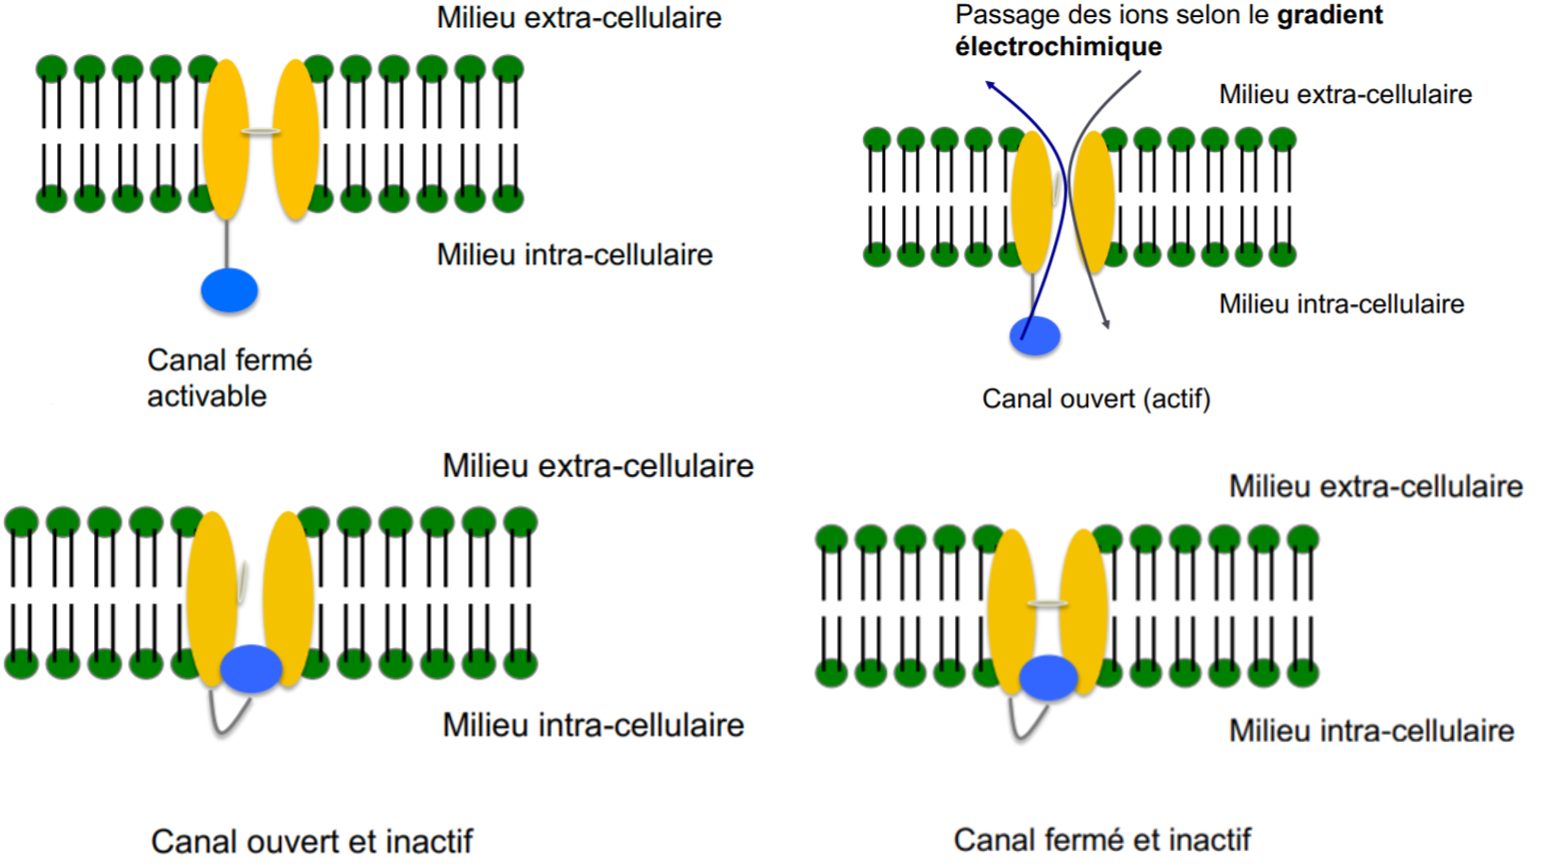 Milieu extra-cellulaire
Milieu intra-cellulaire
Canal fermé
activable
Passage des ions selon le gradient
électrochimique
Milieu extra-cellulaire
Milieu intra-cellulaire
Canal ouvert (actif)
Milieu extra-cellulaire
Milieu intra-cellulaire
Canal ouvert et inactif
Milieu extra-cellulaire
Milieu intra-cellulaire
Canal fermé et inactif